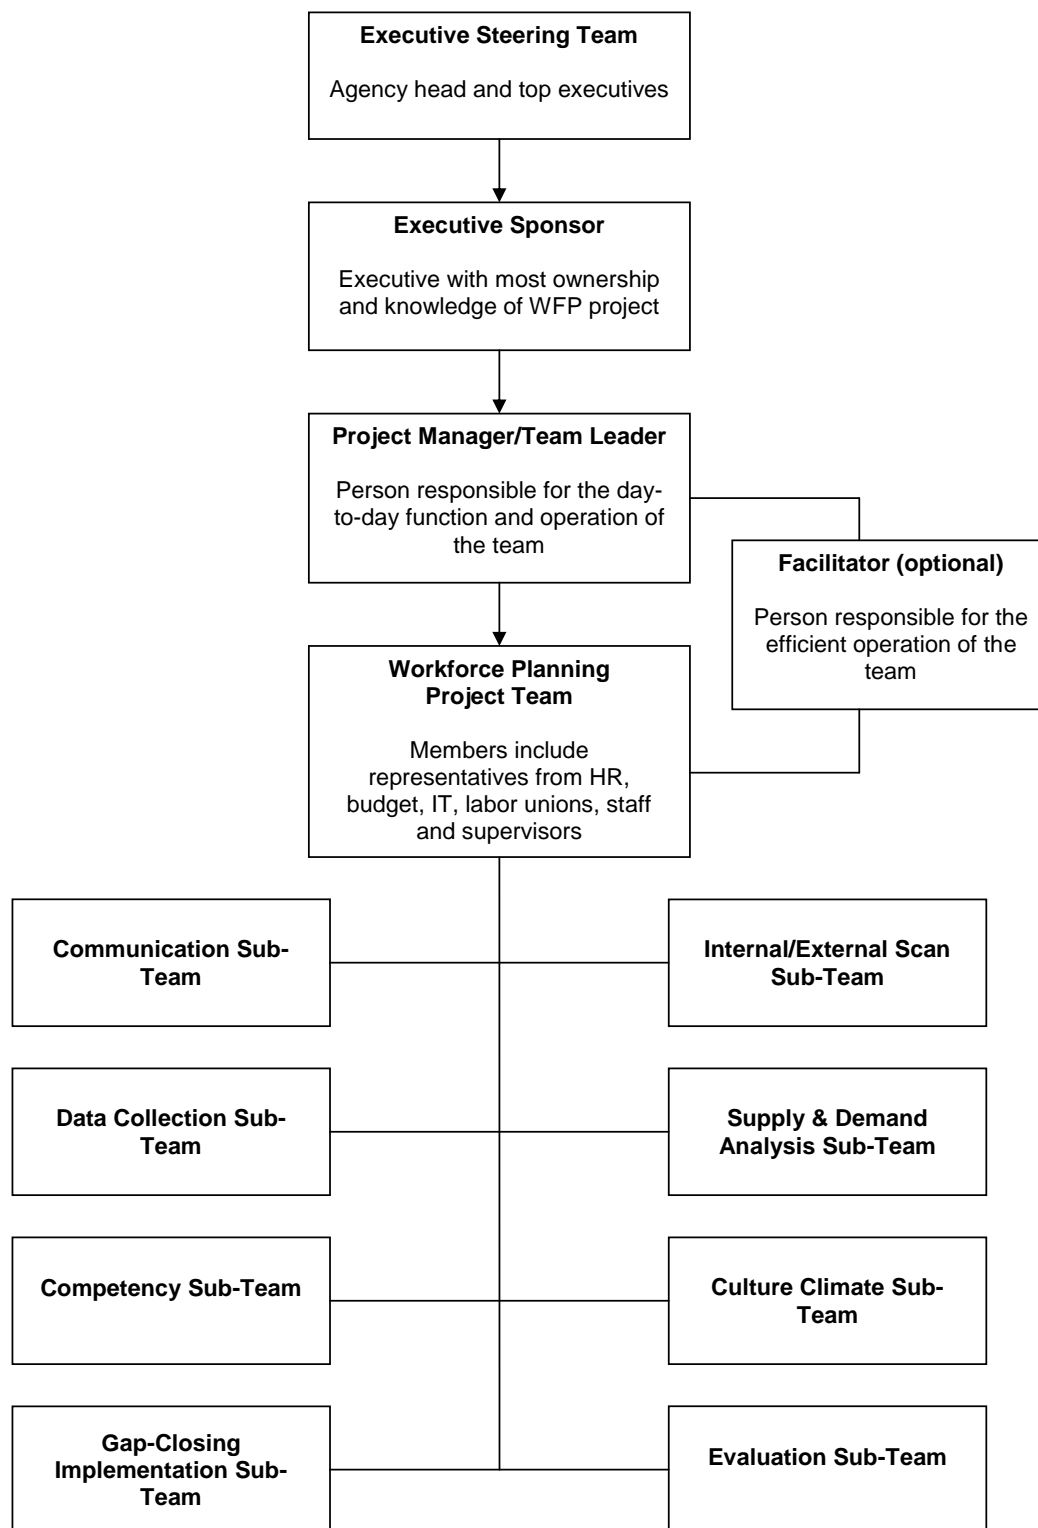 Executive Steering Team
Agency head and top executives
Executive Sponsor
Executive with most ownership
and knowledge of WFP project
Project Manager/Team Leader
Person responsible for the day-
to-day function and operation of
the team
Facilitator (optional)
Person responsible for the
efficient operation of the
team
Workforce Planning
Project Team
Members include
representatives from HR,
budget, IT, labor unions, staff
and supervisors
Communication Sub-
Team
Internal/External Scan
Sub-Team
Data Collection Sub-
Team
Supply & Demand
Analysis Sub-Team
Competency Sub-Team
Culture Climate Sub-
Team
Gap-Closing
Implementation Sub-
Team
Evaluation Sub-Team